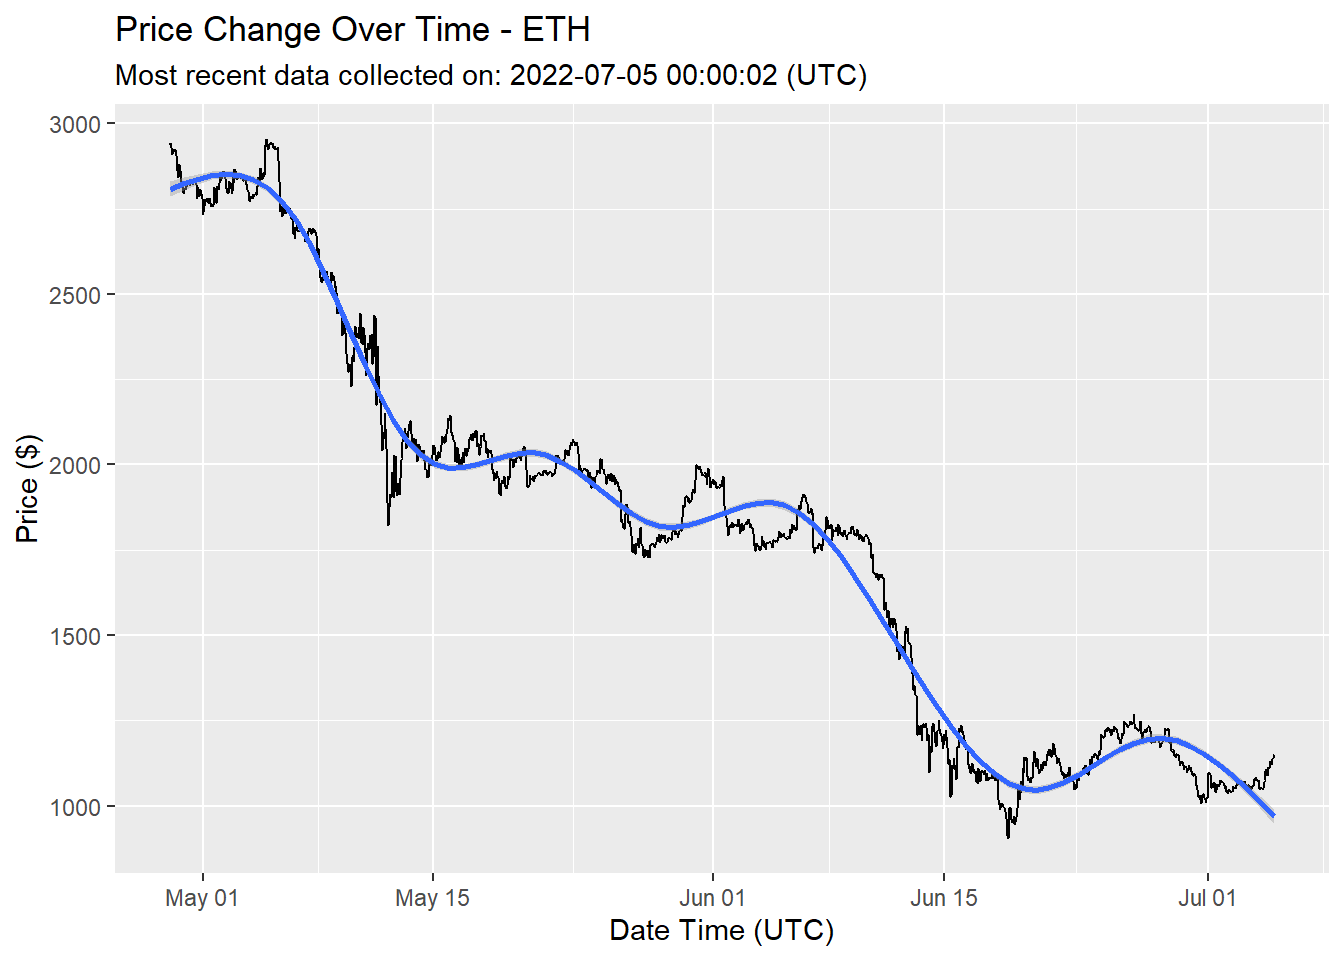 Price Change Over Time - ETH
Most recent data collected on: 2022-07-05 00:00:02 (UTC)
3000
2500
2000
1500
1000
Price ($)
May 01
May 15
Jun 01
Jun 15
Jul 01
Date Time (UTC)